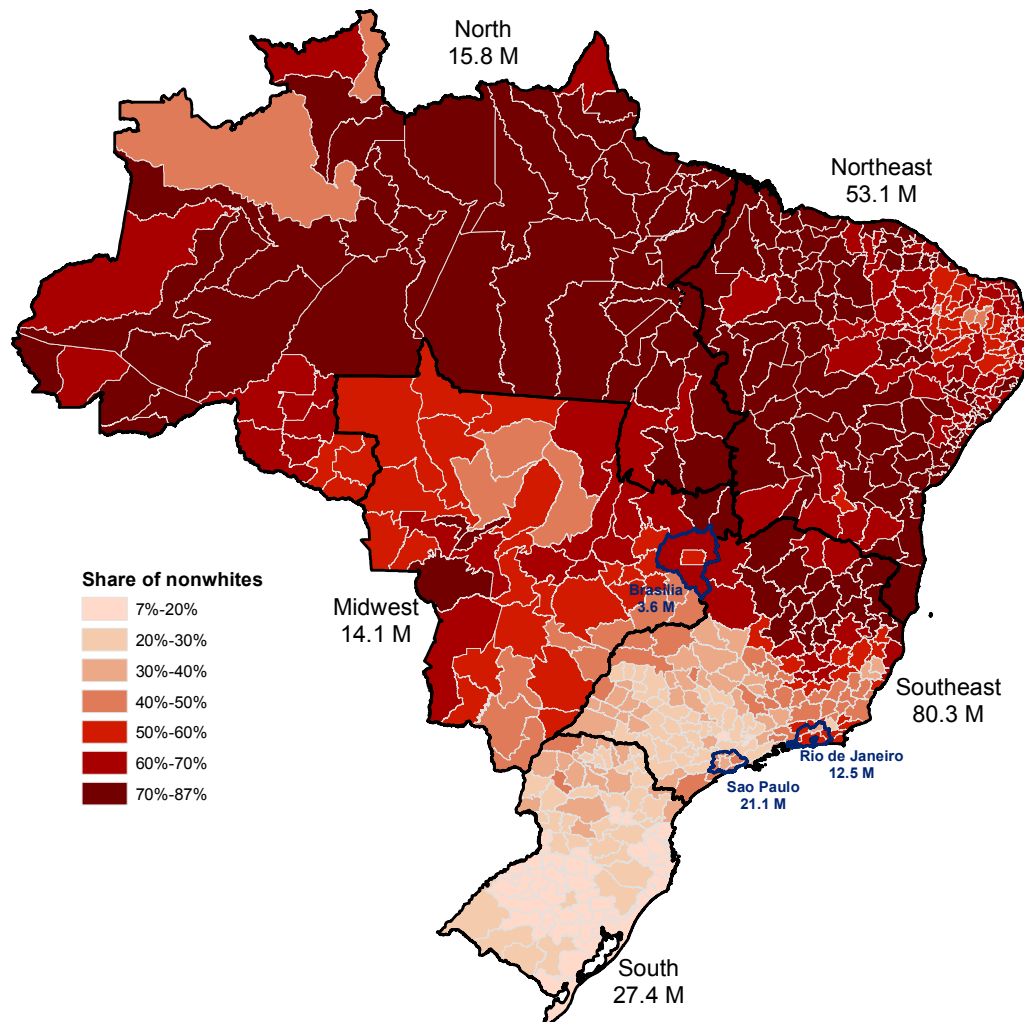 North
15.8 M
Northeast
53.1 M
Share of nonwhites
7%-20%
20%-30%
30%-40%
40%-50%
50%-60%
60%-70%
70%-87%
Midwest
14.1 M
Brasília
3.6 M
Southeast
80.3 M
Rio de Janeiro
12.5 M
Sao Paulo
21.1 M
South
27.4 M